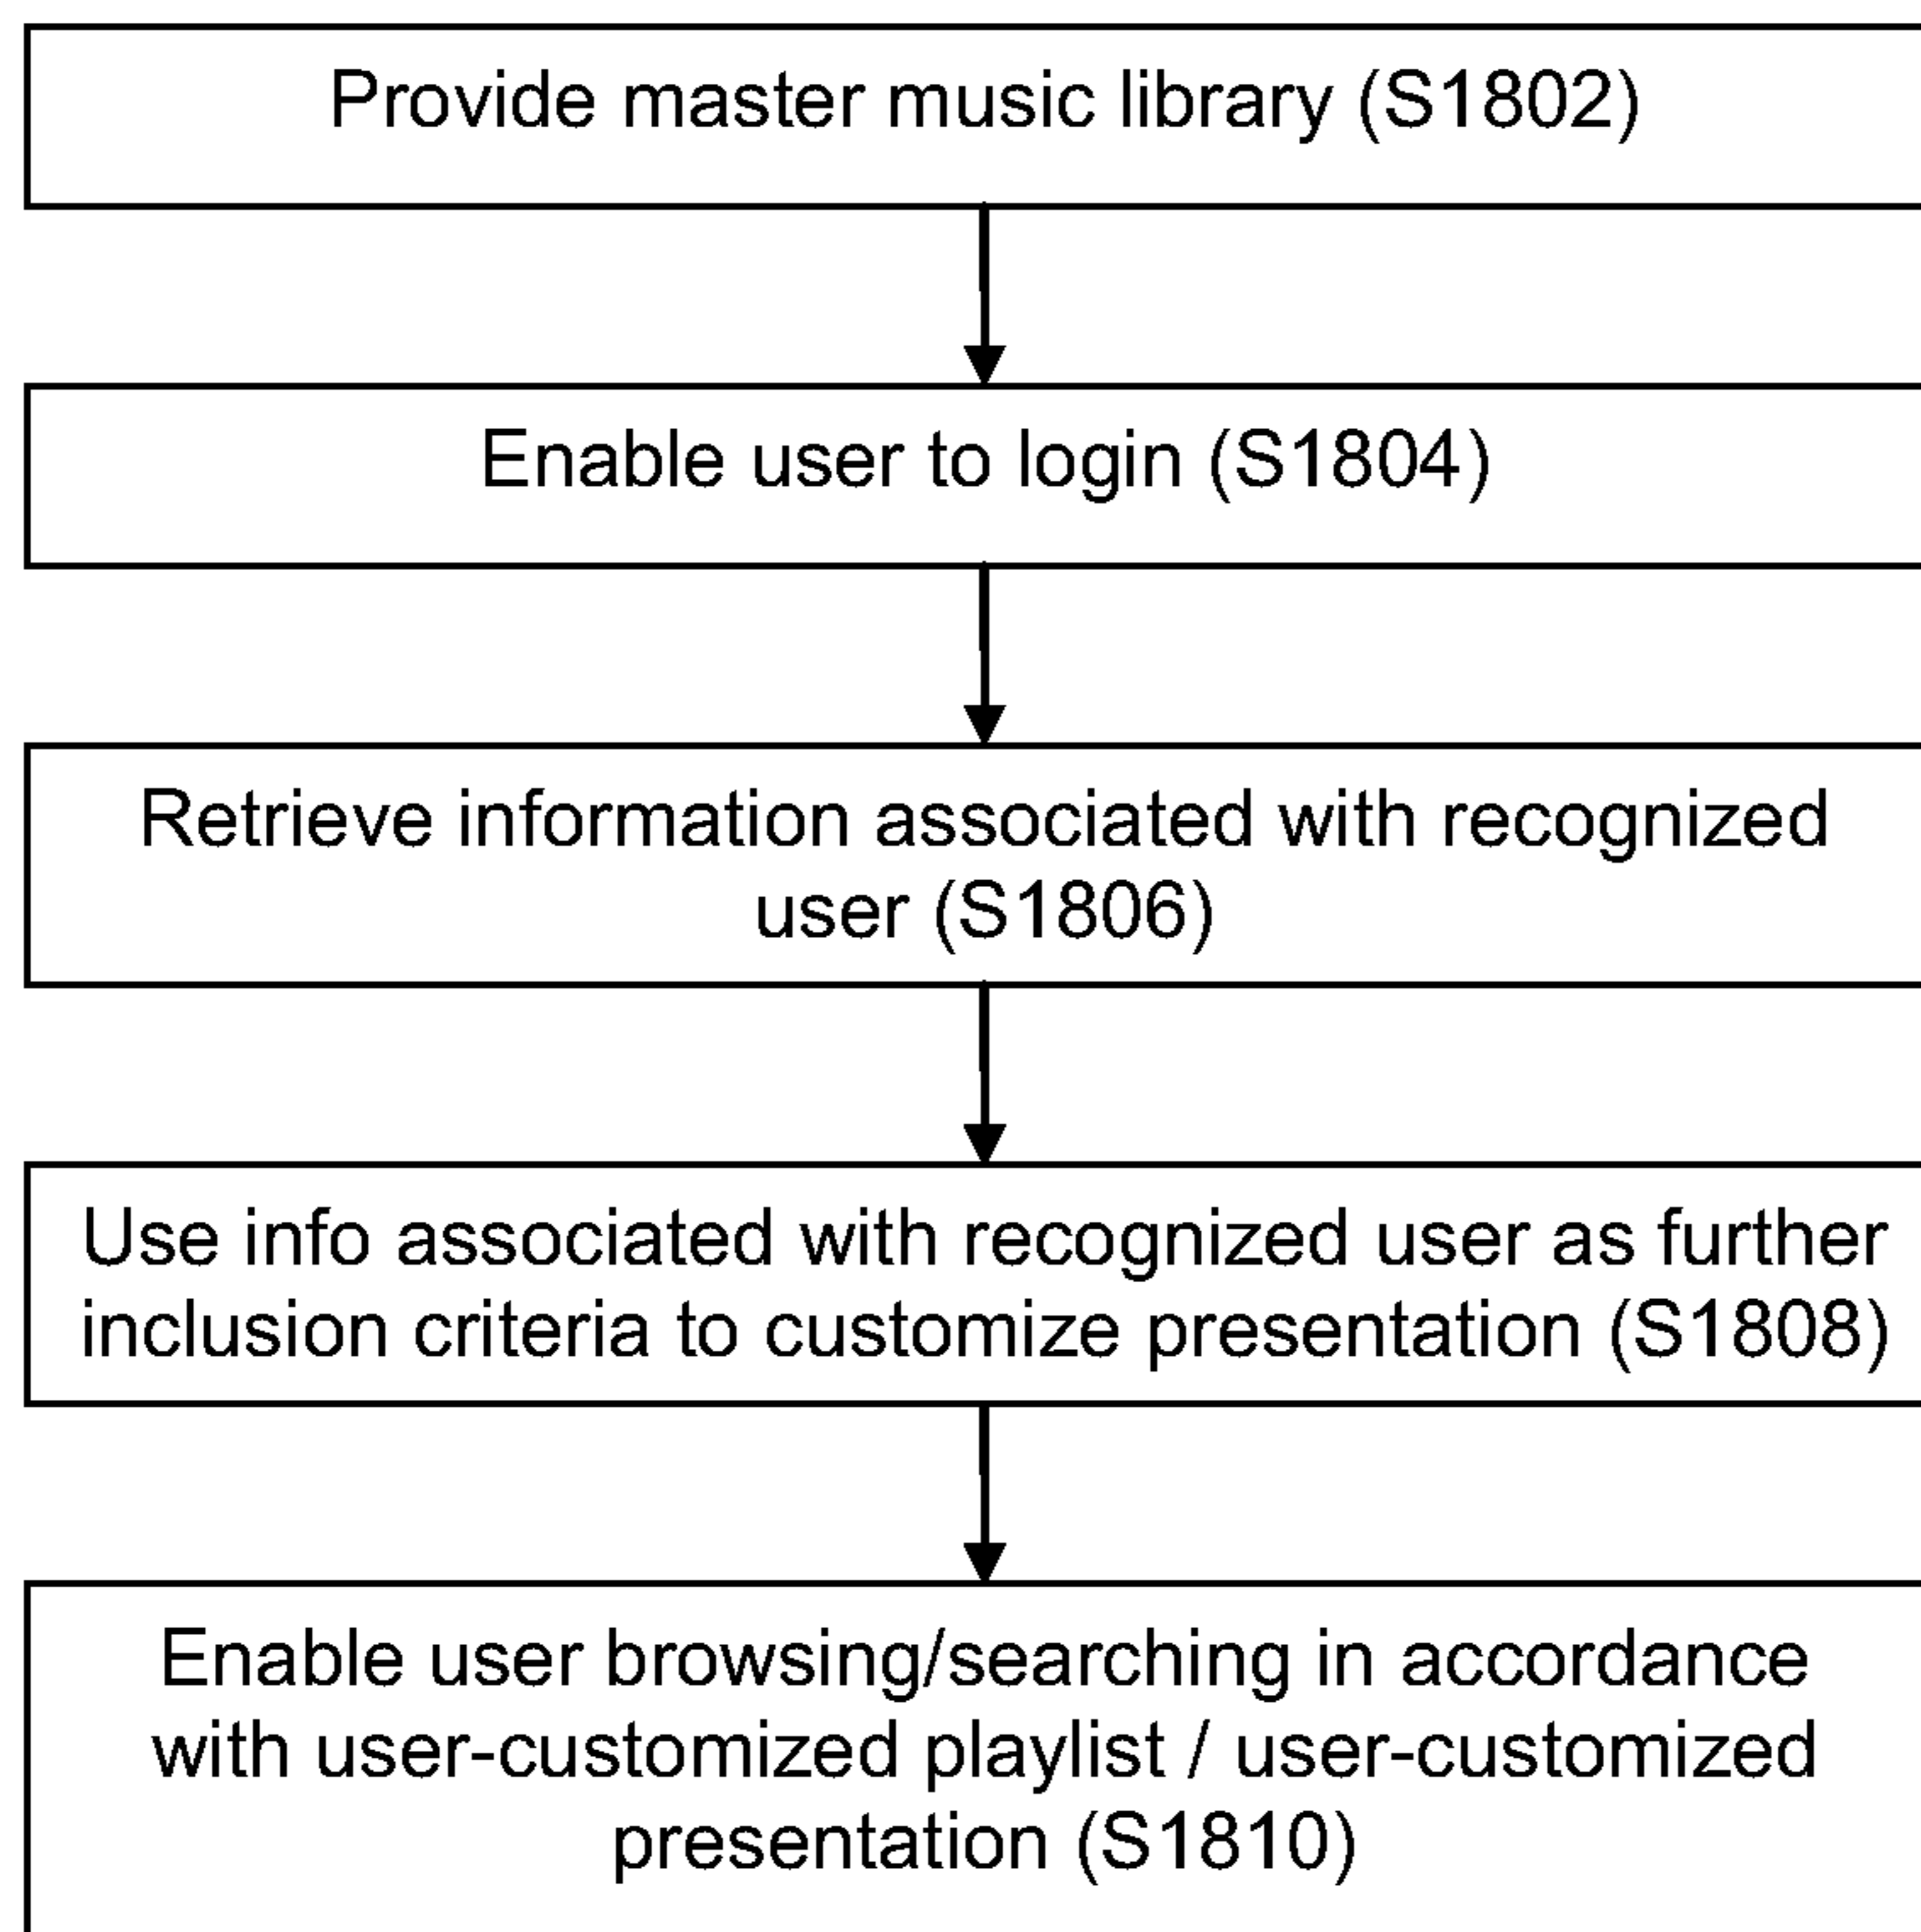 Provide master music library (S1802)
Enable user to login (S1804)
Retrieve information associated with recognized
user (S1806)
Use info associated with recognized user as further
inclusion criteria to customize presentation (S1808)
Enable user browsing/searching in accordance
with user-customized playlist / user-customized
presentation (S1810)